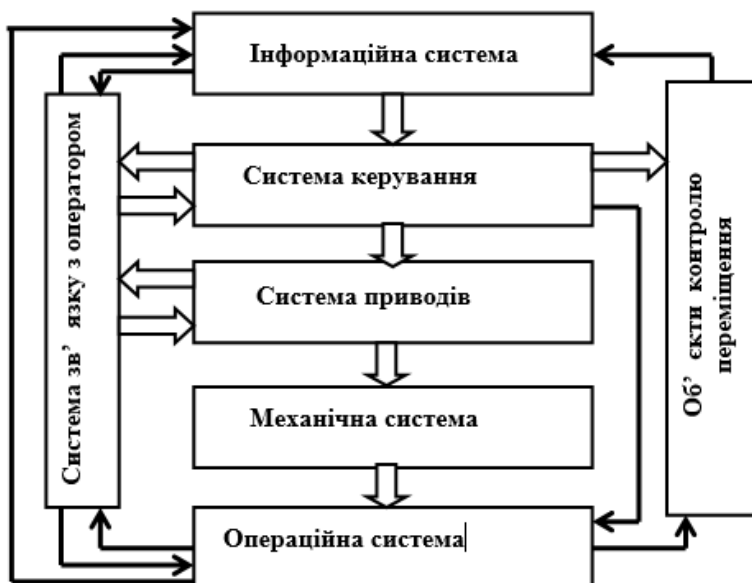 Інформаційна система
Система керування
Система приводів
Механічна система
Операційна система
Система зв’ язку з оператором
Об’ єкти контролю
переміщення